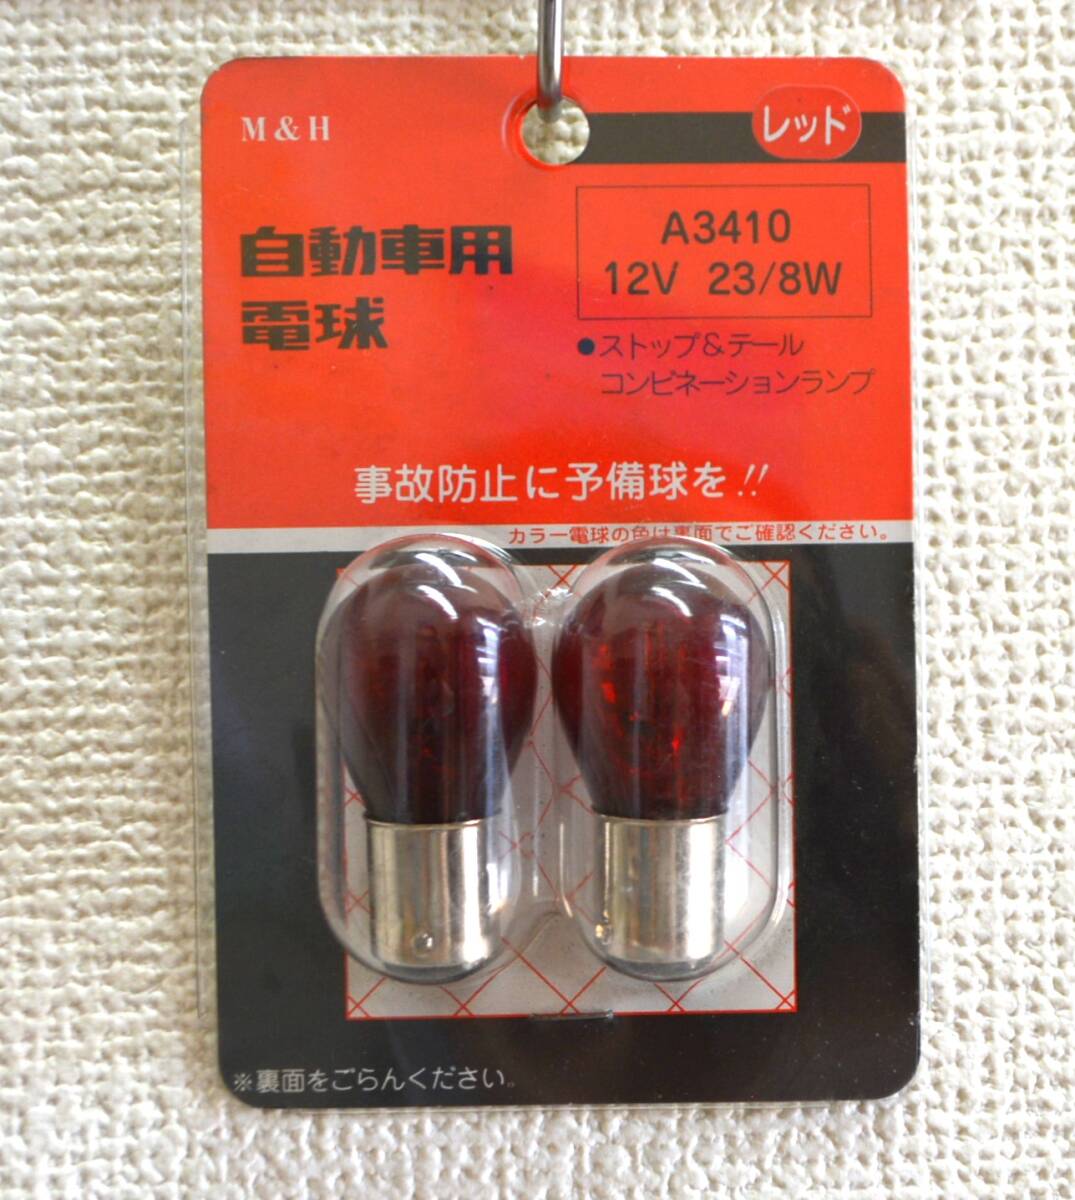 M & H
レッド
自動車用
電球
A3410
12V 23/8W
●ストップ&テール
コンビネーションランプ
事故防止に予備球を!!
カラー電球の色は裏面でご確認ください。
※裏面をごらんください。